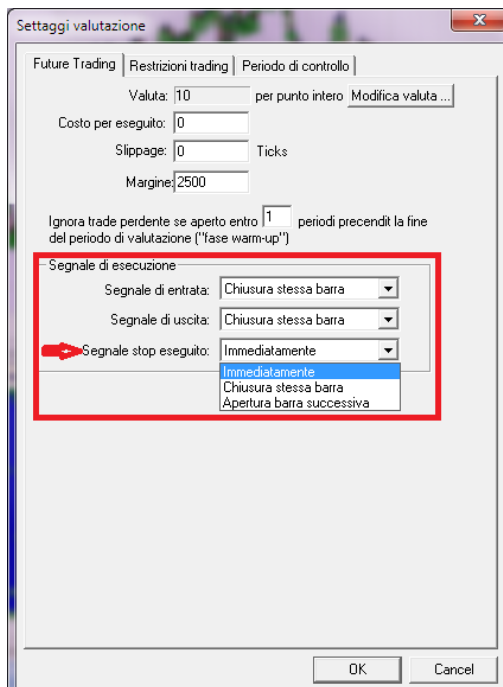 Settaggi valutazione
Future Trading Restrizioni trading Periodo di controllo
Valuta: 10 per punto intero Modifica valuta ...
Costo per eseguito: 0
Slippage: 0 Ticks
Margine: 2500
Ignora trade perdente se aperto entro 1 periodi precendit la fine
del periodo di valutazione ("fase warm-up")
Segnale di esecuzione
Segnale di entrata: Chiusura stessa barra
Segnale di uscita: Chiusura stessa barra
Segnale stop eseguito: Immediatamente
Immediatamente
Chiusura stessa barra
Apertura barra successiva
OK Cancel